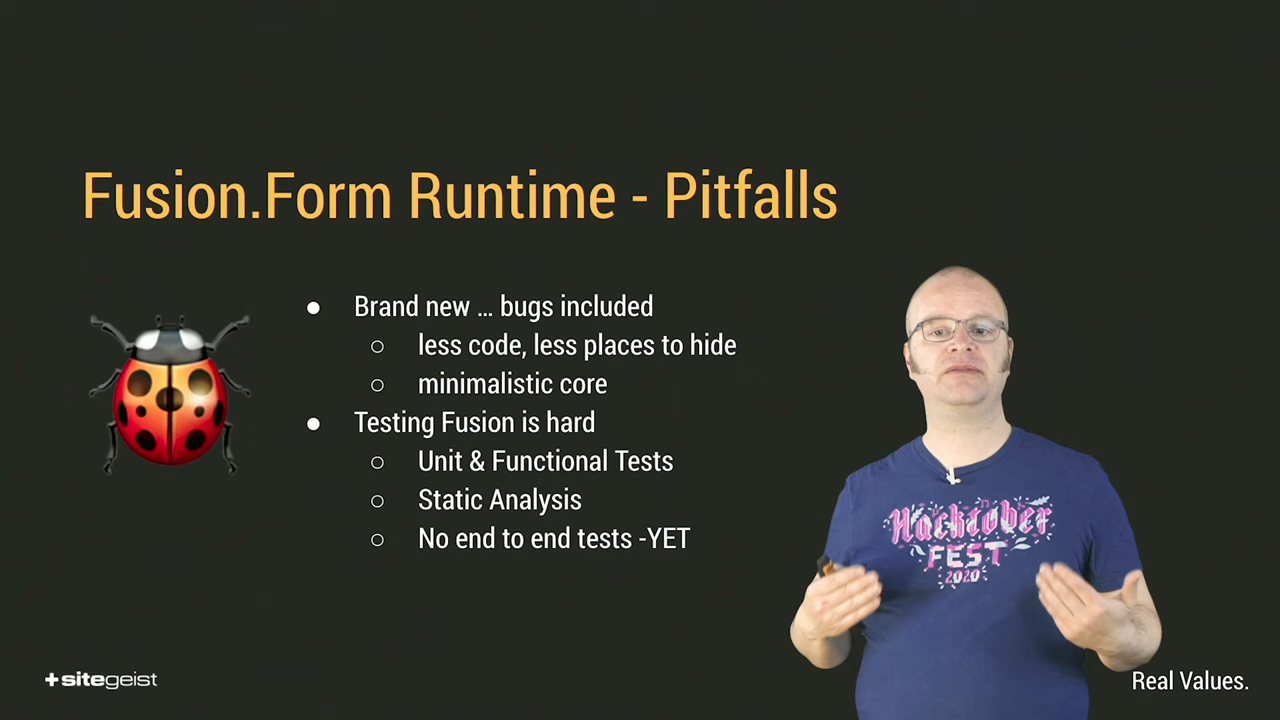 Fusion.Form Runtime - Pitfalls
● Brand new … bugs included
○ less code, less places to hide
○ minimalistic core
● Testing Fusion is hard
○ Unit & Functional Tests
○ Static Analysis
○ No end to end tests -YET
Hacktober
FEST
2020
+sitegeist
Real Values.